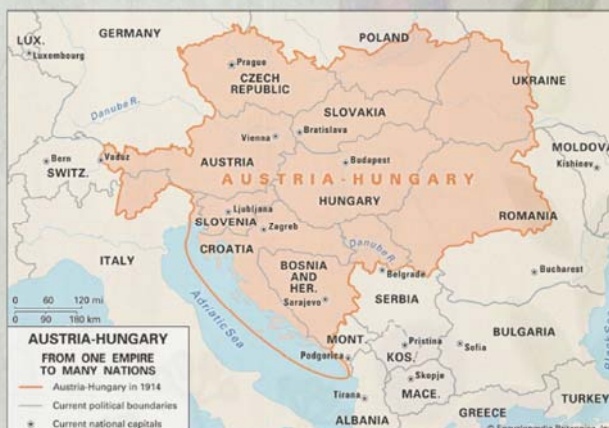 LUX.
Luxembourg
GERMANY
POLAND
Prague
CZECH
REPUBLIC
UKRAINE
Danube R.
SLOVAKIA
Vienna
Bratislava
MOLDOVA
Kishinev
Bern
SWITZ.
Vaduz
AUSTRIA
Budapest
AUSTRIA-HUNGARY
HUNGARY
Ljubljana
SLOVENIA
Zagreb
ROMANIA
CROATIA
ITALY
Danube R.
BOSNIA
AND
HER.
Sarajevo
Belgrade
Bucharest
SERBIA
Adriatic Sea
0 60 120 mi
0 90 180 km
MONT.
Podgorica
Pristina
KOS.
BULGARIA
Sofia
Skopje
MACE.
Tirana
ALBANIA
GREECE
TURKEY
AUSTRIA-HUNGARY
FROM ONE EMPIRE
TO MANY NATIONS
Austria-Hungary in 1914
Current political boundaries
Current national capitals
© Encyclopædia Britannica, Inc.